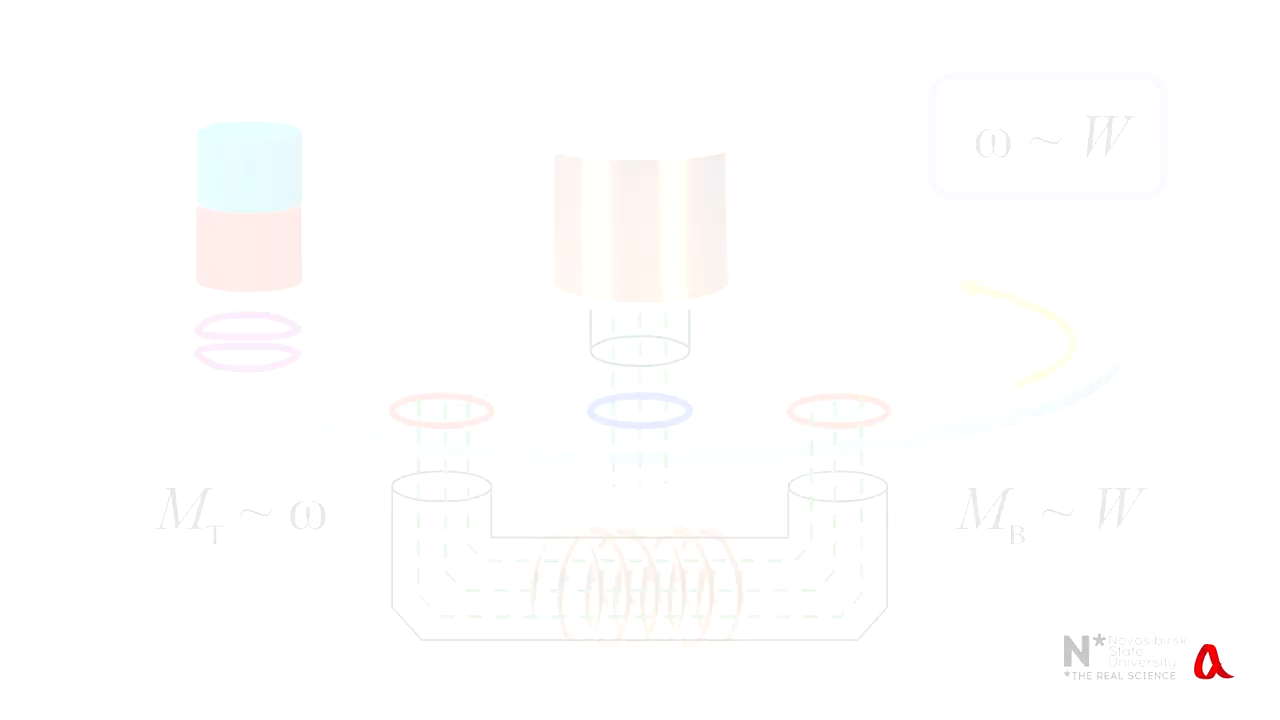 ω ~ W
M_T ~ ω
M_B ~ W
N* Novosibirsk
State
University
*THE REAL SCIENCE